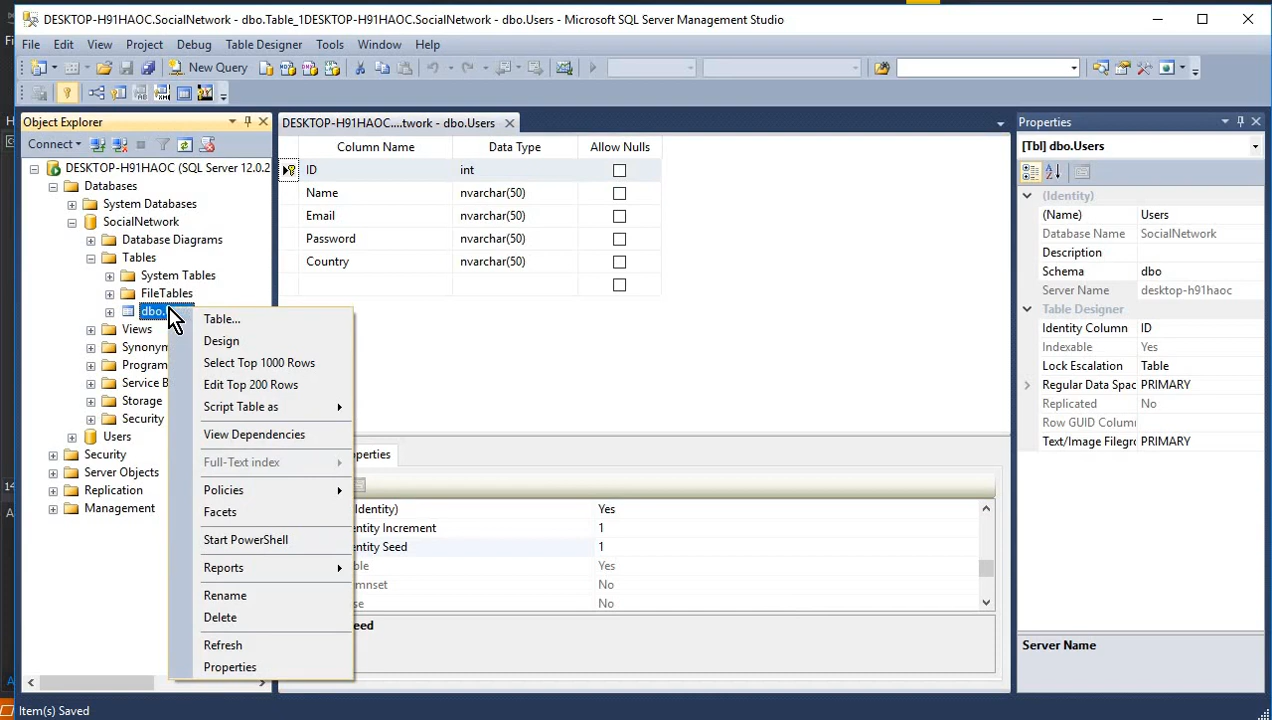 DESKTOP-H91HAOC.SocialNetwork - dbo.Table_1DESKTOP-H91HAOC.SocialNetwork - dbo.Users - Microsoft SQL Server Management Studio
File Edit View Project Debug Table Designer Tools Window Help
New Query
Object Explorer
Connect
DESKTOP-H91HAOC (SQL Server 12.0.2
Databases
System Databases
SocialNetwork
Database Diagrams
Tables
System Tables
FileTables
dbo.
Views
Synonym
Program
Service B
Storage
Security
Users
Security
Server Objects
Replication
Management
Table...
Design
Select Top 1000 Rows
Edit Top 200 Rows
Script Table as
View Dependencies
Full-Text index
Policies
Facets
Start PowerShell
Reports
Rename
Delete
Refresh
Properties
DESKTOP-H91HAOC....twork - dbo.Users
Column Name Data Type Allow Nulls
ID int
Name nvarchar(50)
Email nvarchar(50)
Password nvarchar(50)
Country nvarchar(50)
operties
Identity) Yes
entity Increment 1
entity Seed 1
ble Yes
mnset No
se No
eed
Properties
[Tbl] dbo.Users
(Identity)
(Name) Users
Database Name SocialNetwork
Description
Schema dbo
Server Name desktop-h91haoc
Table Designer
Identity Column ID
Indexable Yes
Lock Escalation Table
Regular Data Spac PRIMARY
Replicated No
Row GUID Colum
Text/Image Filegro PRIMARY
Server Name
Item(s) Saved